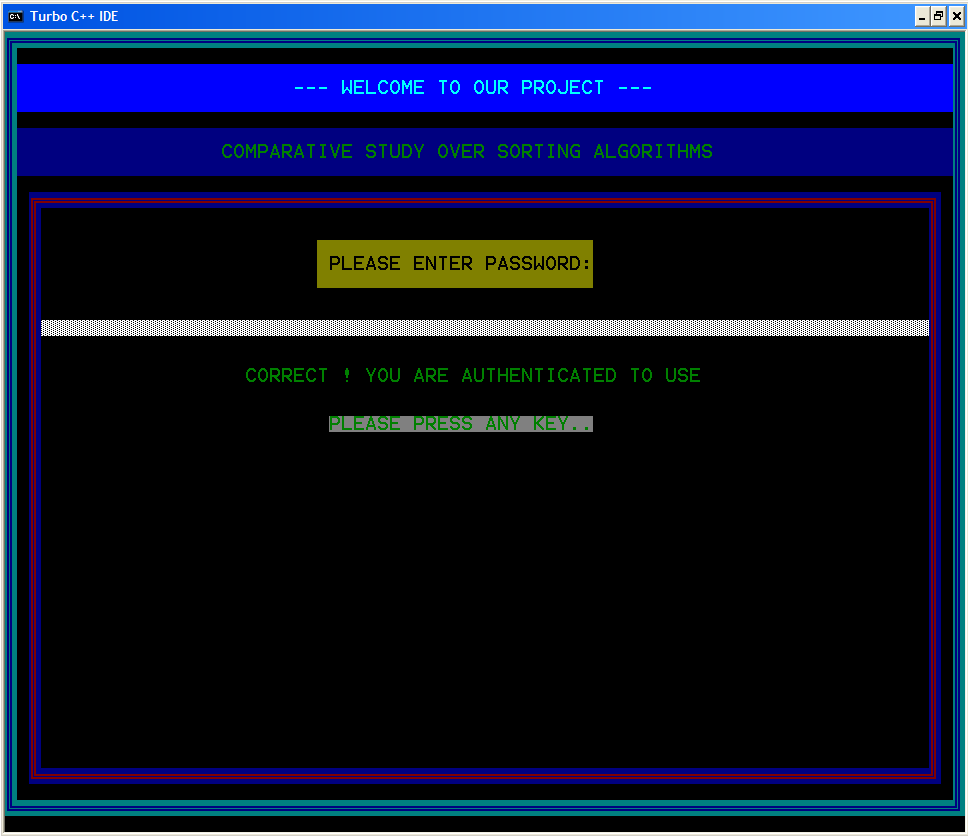 Turbo C++ IDE
--- WELCOME TO OUR PROJECT ---
COMPARATIVE STUDY OVER SORTING ALGORITHMS
PLEASE ENTER PASSWORD:
CORRECT ! YOU ARE AUTHENTICATED TO USE
PLEASE PRESS ANY KEY..